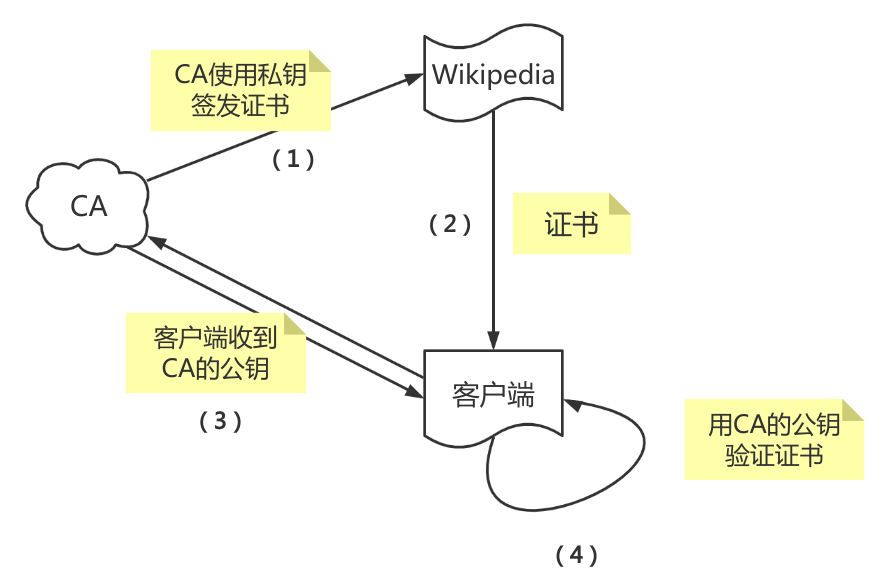 CA使用私钥
签发证书
Wikipedia
(1)
CA
(2)
证书
客户端收到
CA的公钥
(3)
客户端
用CA的公钥
验证证书
(4)